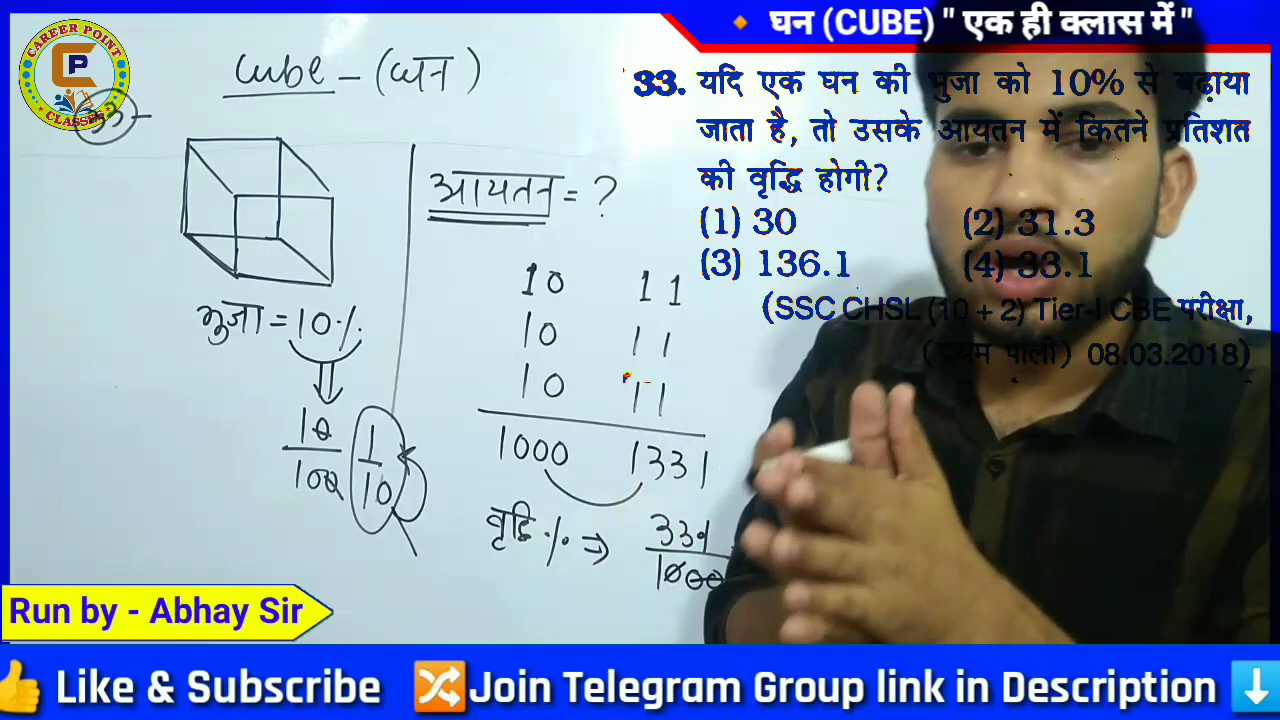 🔸 घन (CUBE) " एक ही क्लास में "
CAREER POINT
CP
CLASSES
33-
Cube - (घन)
33. यदि एक घन की भुजा को 10% से बढ़ाया
जाता है, तो उसके आयतन में कितने प्रतिशत
की वृद्धि होगी?
(1) 30 (2) 31.3
(3) 136.1 (4) 33.1
(SSC CHSL (10 + 2) Tier-I CBE परीक्षा,
(प्रथम पाली) 08.03.2018)
आयतन = ?
10 11
10 11
10 11
1000 1331
भुजा = 10%
10/100 1/10
वृद्धि % ⇒ 331/1000
Run by - Abhay Sir
👍 Like & Subscribe 🔀 Join Telegram Group link in Description ⬇️